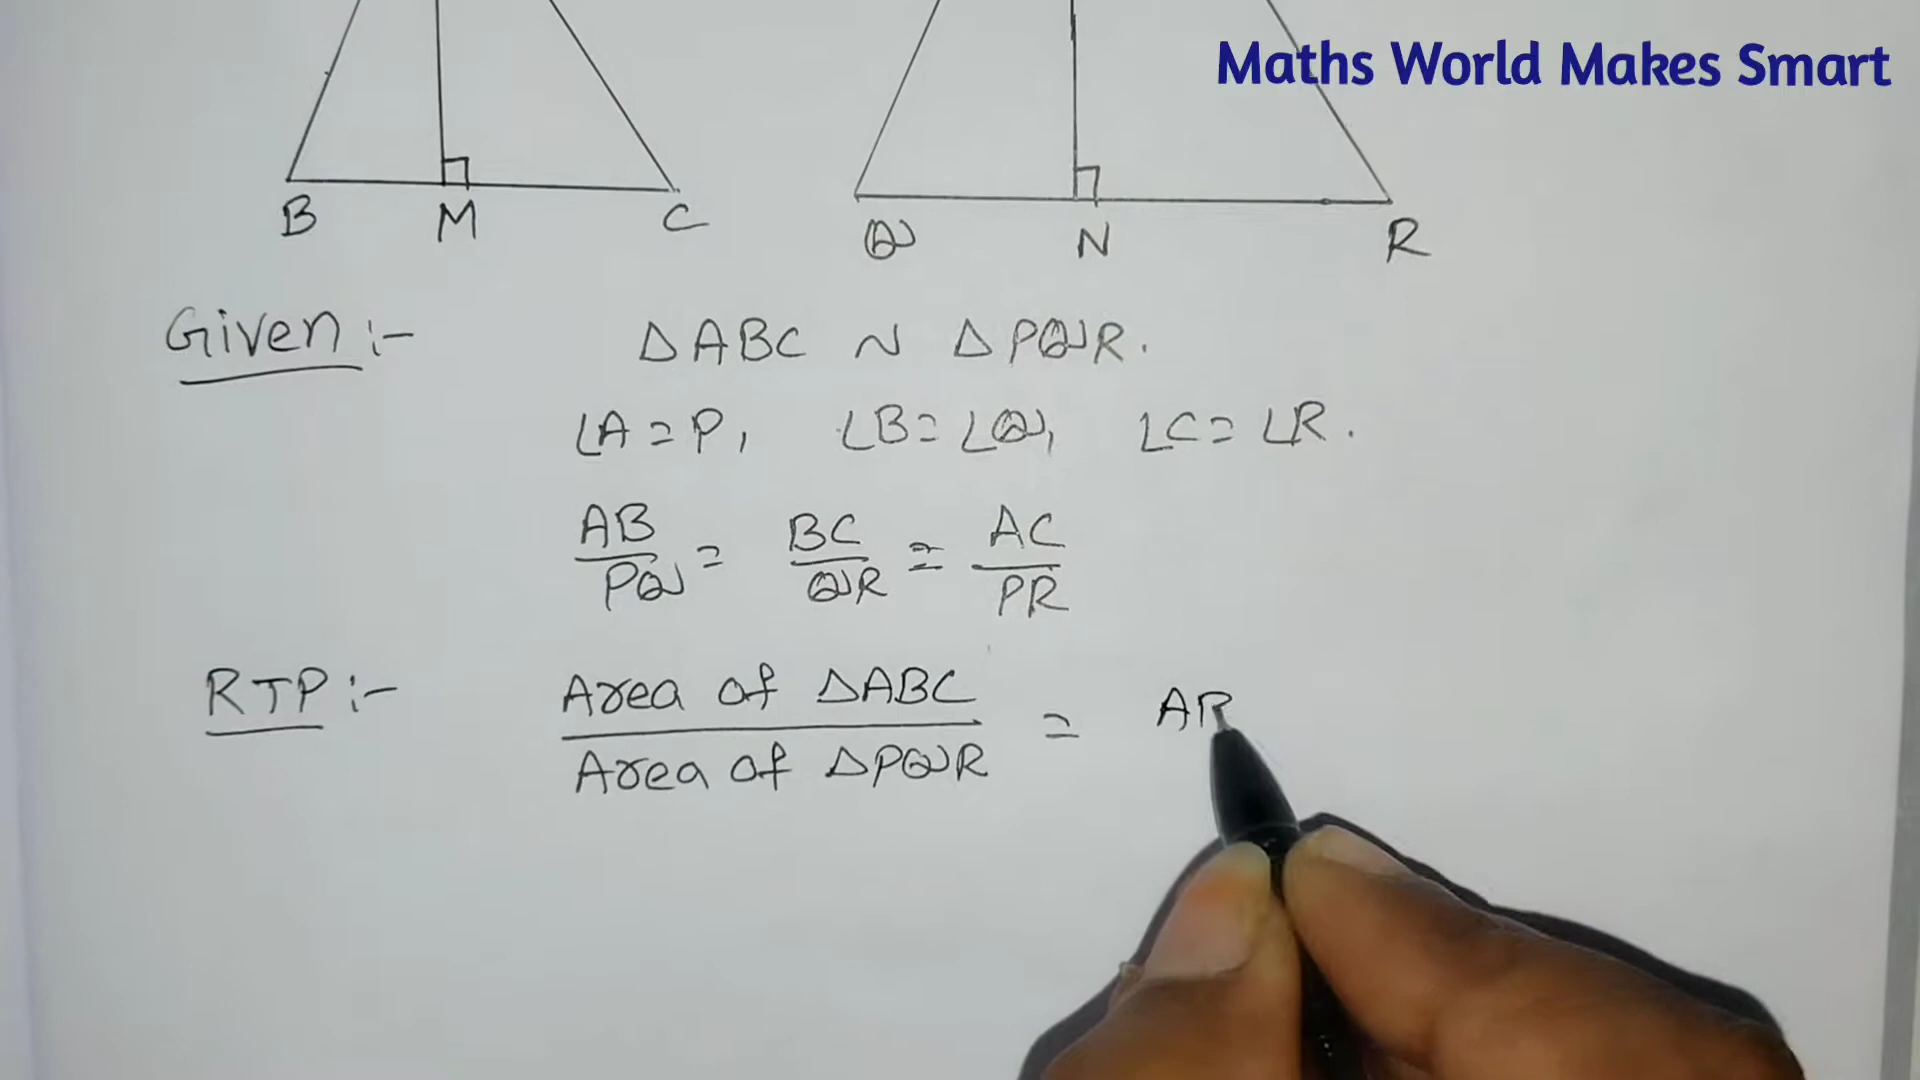 Maths World Makes Smart
B M C
Q N R
Given :- ΔABC ~ ΔPQR.
∠A = P, ∠B = ∠Q, ∠C = ∠R.
AB/PQ = BC/QR = AC/PR
RTP :- Area of ΔABC / Area of ΔPQR = AB